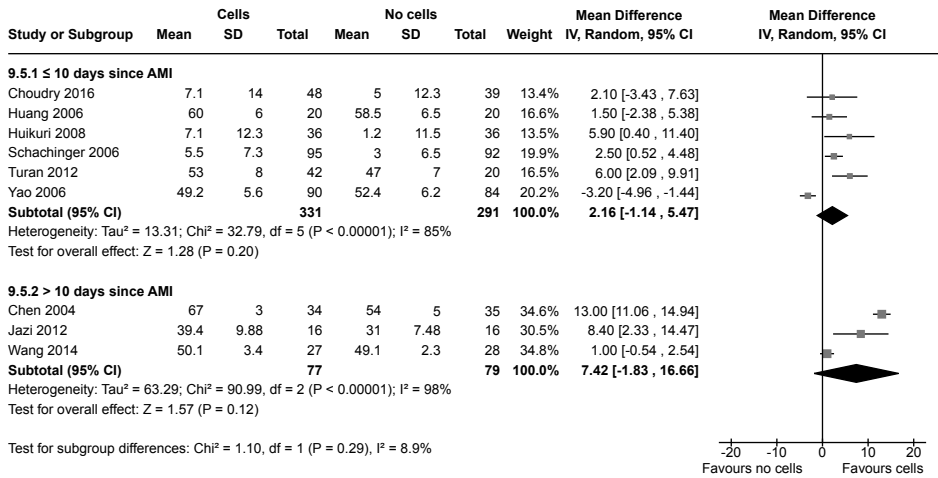 Cells No cells Mean Difference Mean Difference
Study or Subgroup Mean SD Total Mean SD Total Weight IV, Random, 95% CI IV, Random, 95% CI
9.5.1 ≤ 10 days since AMI
Choudry 2016 7.1 14 48 5 12.3 39 13.4% 2.10 [-3.43 , 7.63]
Huang 2006 60 6 20 58.5 6.5 20 16.6% 1.50 [-2.38 , 5.38]
Huikuri 2008 7.1 12.3 36 1.2 11.5 36 13.5% 5.90 [0.40 , 11.40]
Schachinger 2006 5.5 7.3 95 3 6.5 92 19.9% 2.50 [0.52 , 4.48]
Turan 2012 53 8 42 47 7 20 16.5% 6.00 [2.09 , 9.91]
Yao 2006 49.2 5.6 90 52.4 6.2 84 20.2% -3.20 [-4.96 , -1.44]
Subtotal (95% CI) 331 291 100.0% 2.16 [-1.14 , 5.47]
Heterogeneity: Tau² = 13.31; Chi² = 32.79, df = 5 (P < 0.00001); I² = 85%
Test for overall effect: Z = 1.28 (P = 0.20)
9.5.2 > 10 days since AMI
Chen 2004 67 3 34 54 5 35 34.6% 13.00 [11.06 , 14.94]
Jazi 2012 39.4 9.88 16 31 7.48 16 30.5% 8.40 [2.33 , 14.47]
Wang 2014 50.1 3.4 27 49.1 2.3 28 34.8% 1.00 [-0.54 , 2.54]
Subtotal (95% CI) 77 79 100.0% 7.42 [-1.83 , 16.66]
Heterogeneity: Tau² = 63.29; Chi² = 90.99, df = 2 (P < 0.00001); I² = 98%
Test for overall effect: Z = 1.57 (P = 0.12)
Test for subgroup differences: Chi² = 1.10, df = 1 (P = 0.29), I² = 8.9%
-20 -10 0 10 20
Favours no cells Favours cells